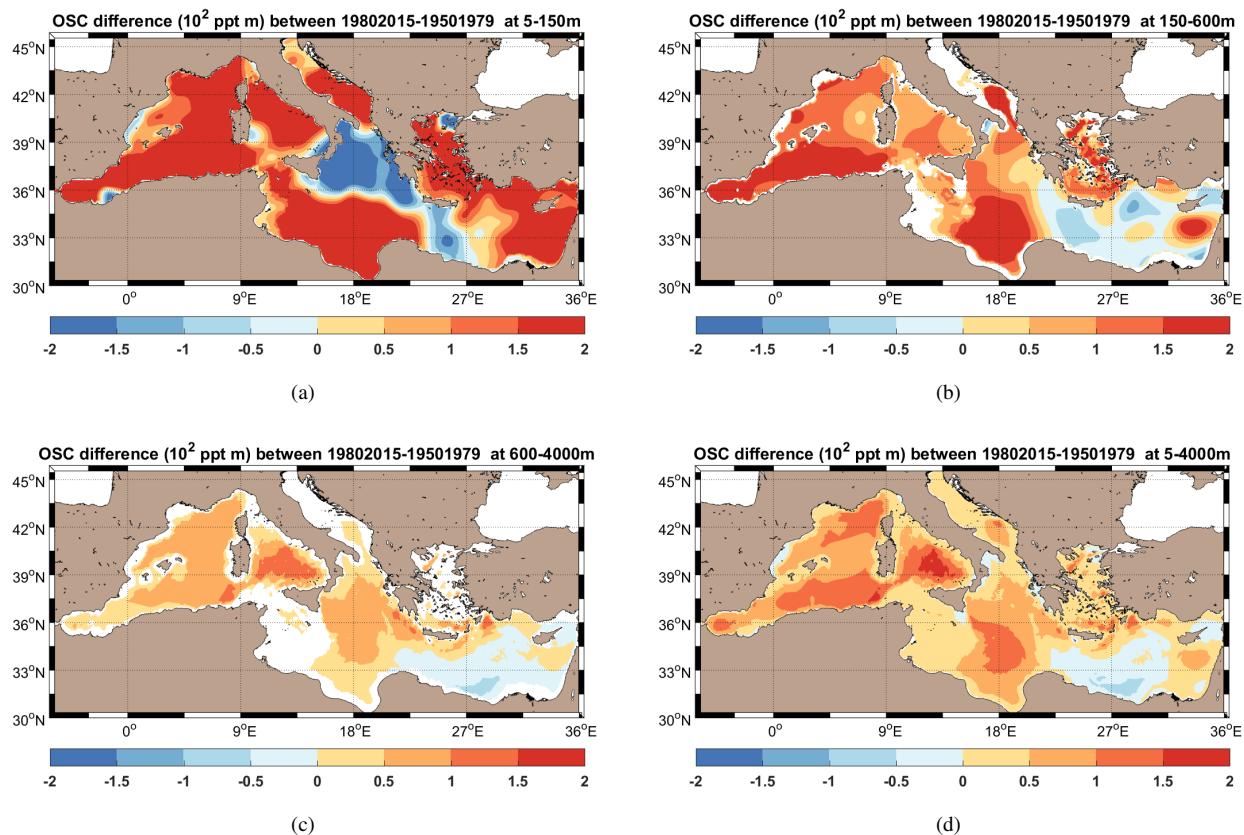 OSC difference (10² ppt m) between 19802015-19501979 at 5-150m
45°N
42°N
39°N
36°N
33°N
30°N
0°
9°E
18°E
27°E
36°E
-2
-1.5
-1
-0.5
0
0.5
1
1.5
2
(a)
OSC difference (10² ppt m) between 19802015-19501979 at 150-600m
45°N
42°N
39°N
36°N
33°N
30°N
0°
9°E
18°E
27°E
36°E
-2
-1.5
-1
-0.5
0
0.5
1
1.5
2
(b)
OSC difference (10² ppt m) between 19802015-19501979 at 600-4000m
45°N
42°N
39°N
36°N
33°N
30°N
0°
9°E
18°E
27°E
36°E
-2
-1.5
-1
-0.5
0
0.5
1
1.5
2
(c)
OSC difference (10² ppt m) between 19802015-19501979 at 5-4000m
45°N
42°N
39°N
36°N
33°N
30°N
0°
9°E
18°E
27°E
36°E
-2
-1.5
-1
-0.5
0
0.5
1
1.5
2
(d)